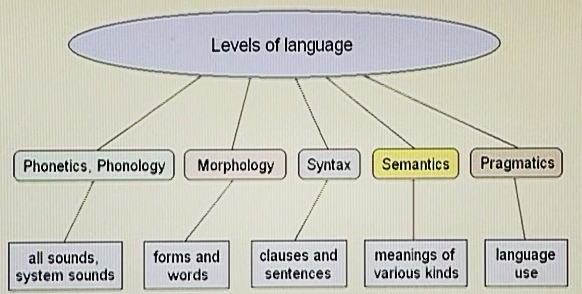 Levels of language
Phonetics, Phonology
Morphology
Syntax
Semantics
Pragmatics
all sounds,
system sounds
forms and
words
clauses and
sentences
meanings of
various kinds
language
use